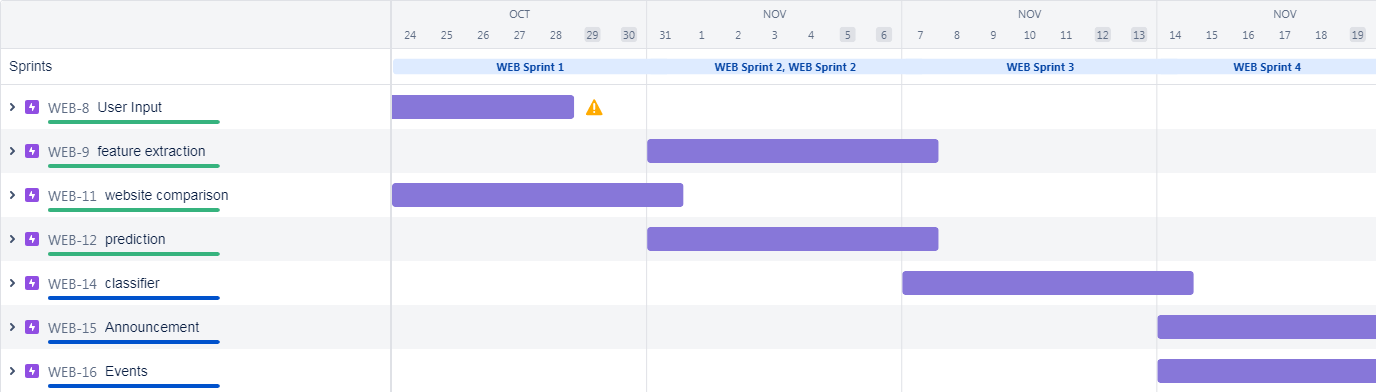 OCT NOV NOV NOV
24 25 26 27 28 29 30 31 1 2 3 4 5 6 7 8 9 10 11 12 13 14 15 16 17 18 19
Sprints WEB Sprint 1 WEB Sprint 2, WEB Sprint 2 WEB Sprint 3 WEB Sprint 4
WEB-8 User Input
WEB-9 feature extraction
WEB-11 website comparison
WEB-12 prediction
WEB-14 classifier
WEB-15 Announcement
WEB-16 Events